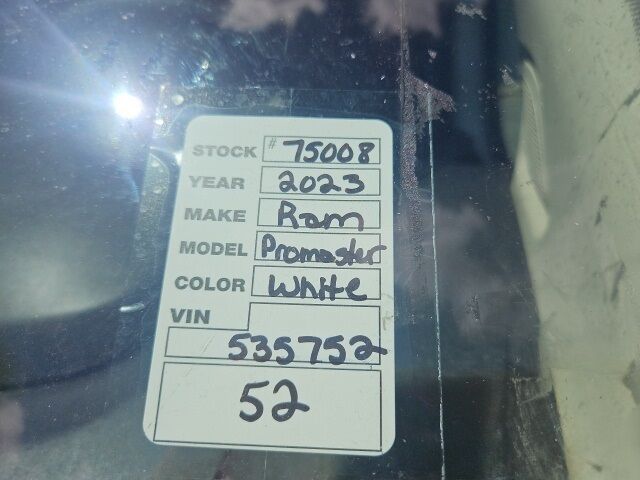 STOCK # 75008
YEAR 2023
MAKE Ram
MODEL Promaster
COLOR White
VIN
535752
52